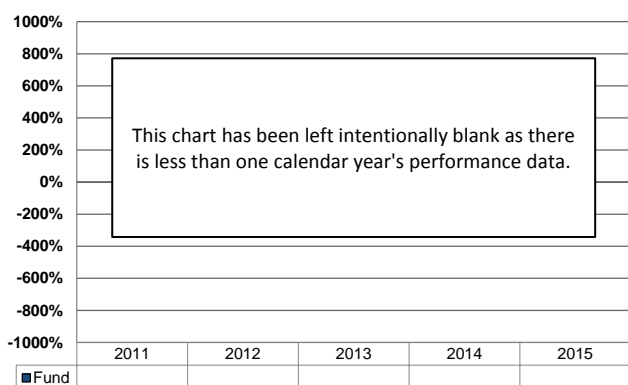 1000%
800%
600%
400%
200%
0%
-200%
-400%
-600%
-800%
-1000%
This chart has been left intentionally blank as there
is less than one calendar year's performance data.
2011 2012 2013 2014 2015
Fund